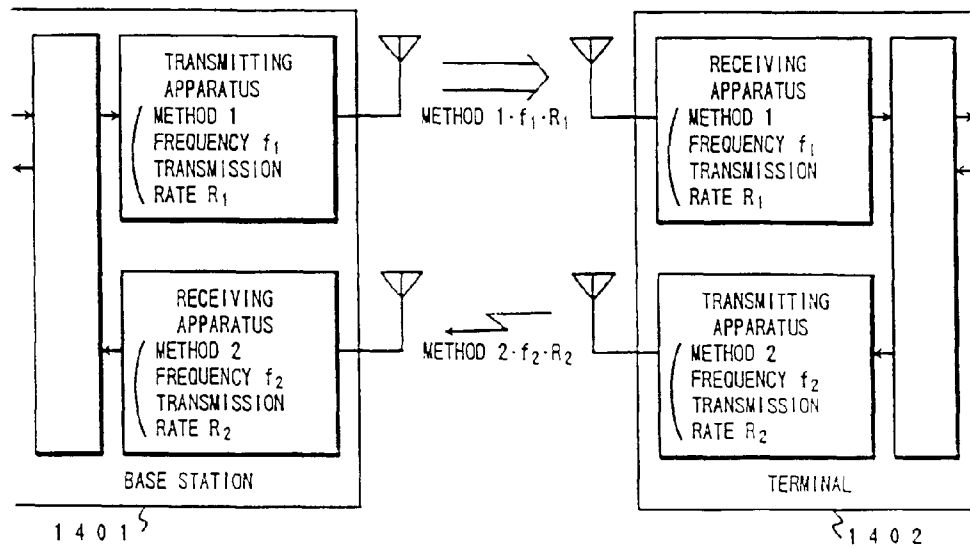 TRANSMITTING
APPARATUS
METHOD 1
FREQUENCY f₁
TRANSMISSION
RATE R₁
METHOD 1·f₁·R₁
RECEIVING
APPARATUS
METHOD 1
FREQUENCY f₁
TRANSMISSION
RATE R₁
RECEIVING
APPARATUS
METHOD 2
FREQUENCY f₂
TRANSMISSION
RATE R₂
METHOD 2·f₂·R₂
TRANSMITTING
APPARATUS
METHOD 2
FREQUENCY f₂
TRANSMISSION
RATE R₂
BASE STATION
TERMINAL
1401
1402